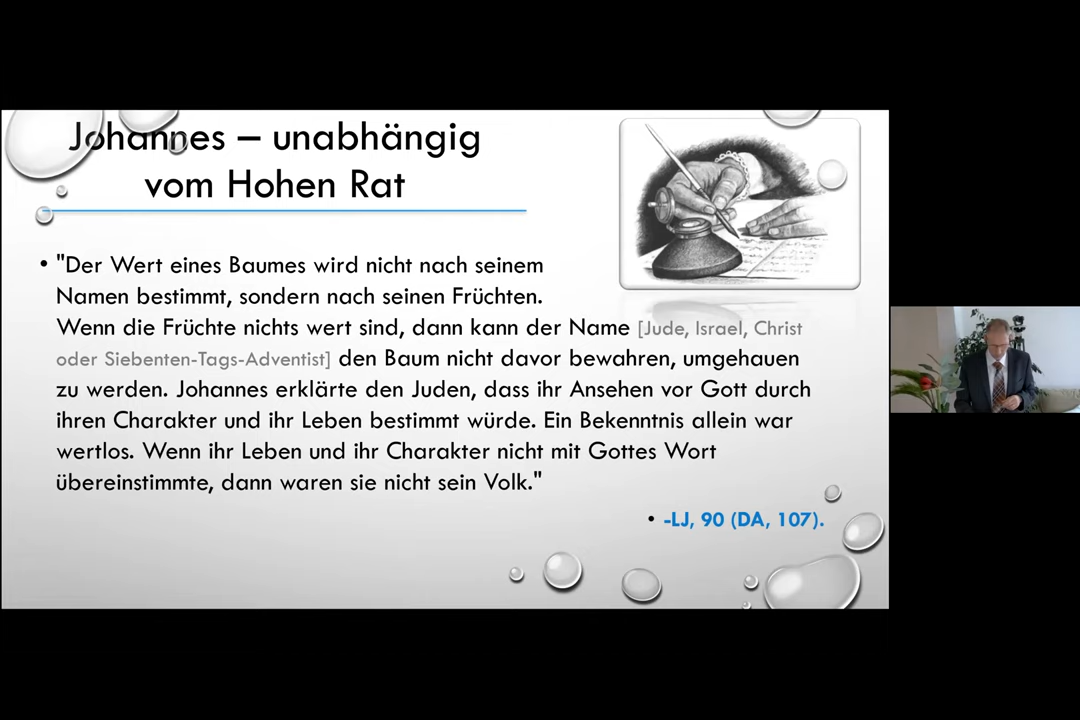 Johannes – unabhängig
vom Hohen Rat
• "Der Wert eines Baumes wird nicht nach seinem
Namen bestimmt, sondern nach seinen Früchten.
Wenn die Früchte nichts wert sind, dann kann der Name [Jude, Israel, Christ
oder Siebenten-Tags-Adventist] den Baum nicht davor bewahren, umgehauen
zu werden. Johannes erklärte den Juden, dass ihr Ansehen vor Gott durch
ihren Charakter und ihr Leben bestimmt würde. Ein Bekenntnis allein war
wertlos. Wenn ihr Leben und ihr Charakter nicht mit Gottes Wort
übereinstimmte, dann waren sie nicht sein Volk."
• -LJ, 90 (DA, 107).